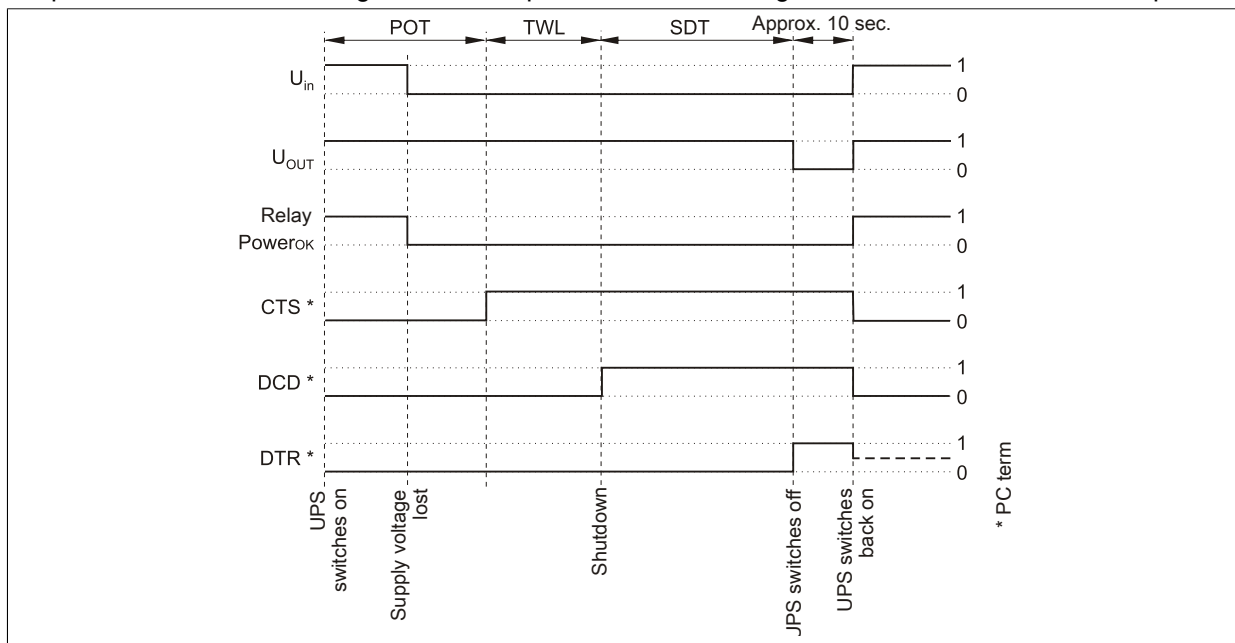 POT TWL SDT Approx. 10 sec.
Uin 1
0
UOUT 1
0
Relay 1
PowerOK 0
CTS * 1
0
DCD * 1
0
DTR * 1
0
UPS
switches on
Supply voltage
lost
Shutdown
UPS switches off
UPS switches
back on
* PC term